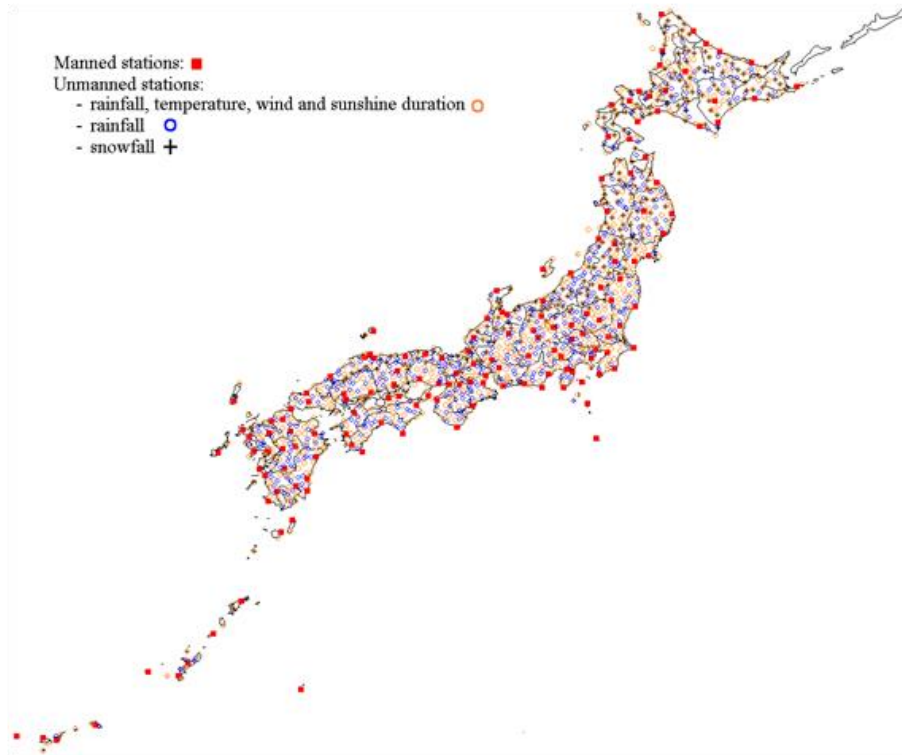 Manned stations:
Unmanned stations:
- rainfall, temperature, wind and sunshine duration
- rainfall
- snowfall